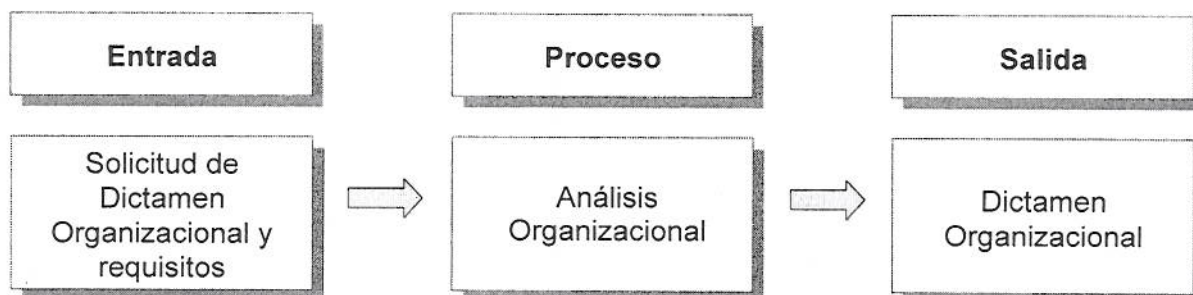 Entrada
Proceso
Salida
Solicitud de
Dictamen
Organizacional y
requisitos
Análisis
Organizacional
Dictamen
Organizacional